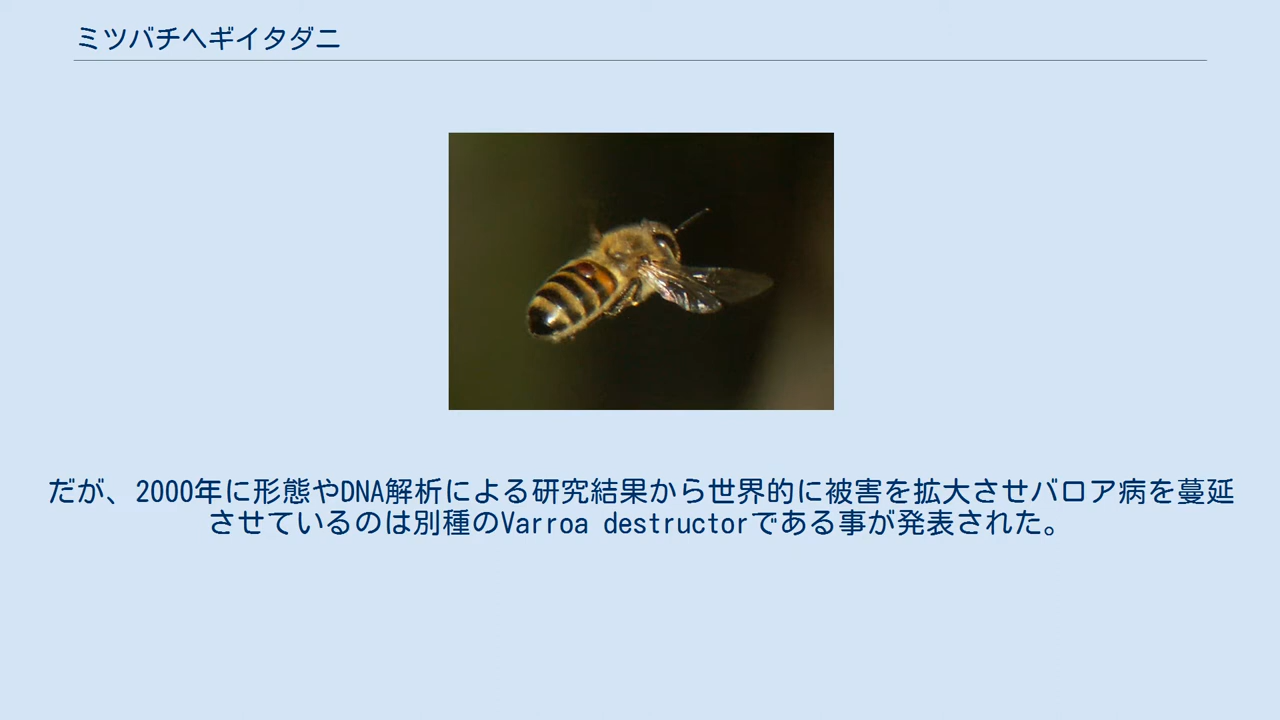 ミツバチヘギイタダニ
だが、2000年に形態やDNA解析による研究結果から世界的に被害を拡大させバロア病を蔓延
させているのは別種のVarroa destructorである事が発表された。